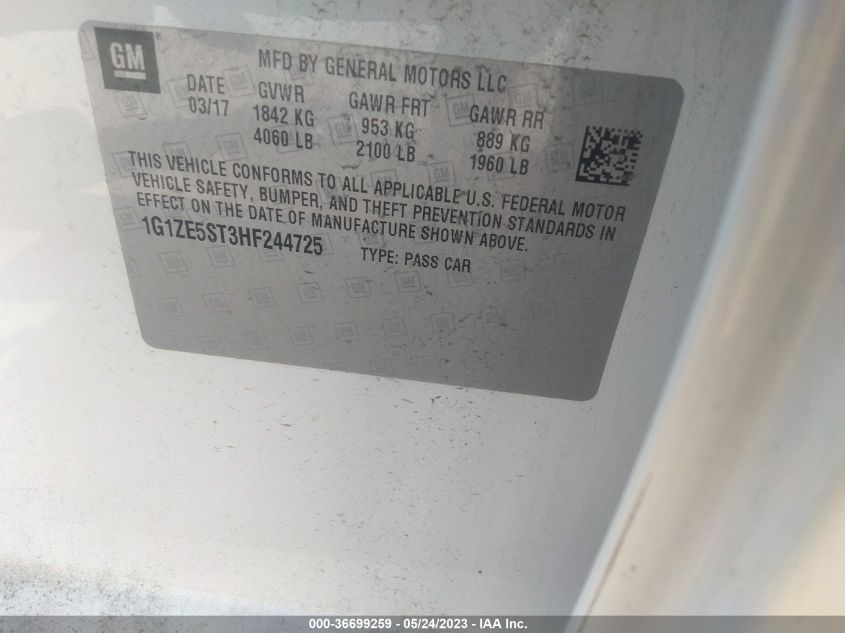 GM
MFD BY GENERAL MOTORS LLC
DATE GVWR GAWR FRT GAWR RR
03/17 1842 KG 953 KG 889 KG
4060 LB 2100 LB 1960 LB
THIS VEHICLE CONFORMS TO ALL APPLICABLE U.S. FEDERAL MOTOR
VEHICLE SAFETY, BUMPER, AND THEFT PREVENTION STANDARDS IN
EFFECT ON THE DATE OF MANUFACTURE SHOWN ABOVE.
1G1ZE5ST3HF244725 TYPE: PASS CAR
000-36699259 — 05/24/2023 — IAA Inc.